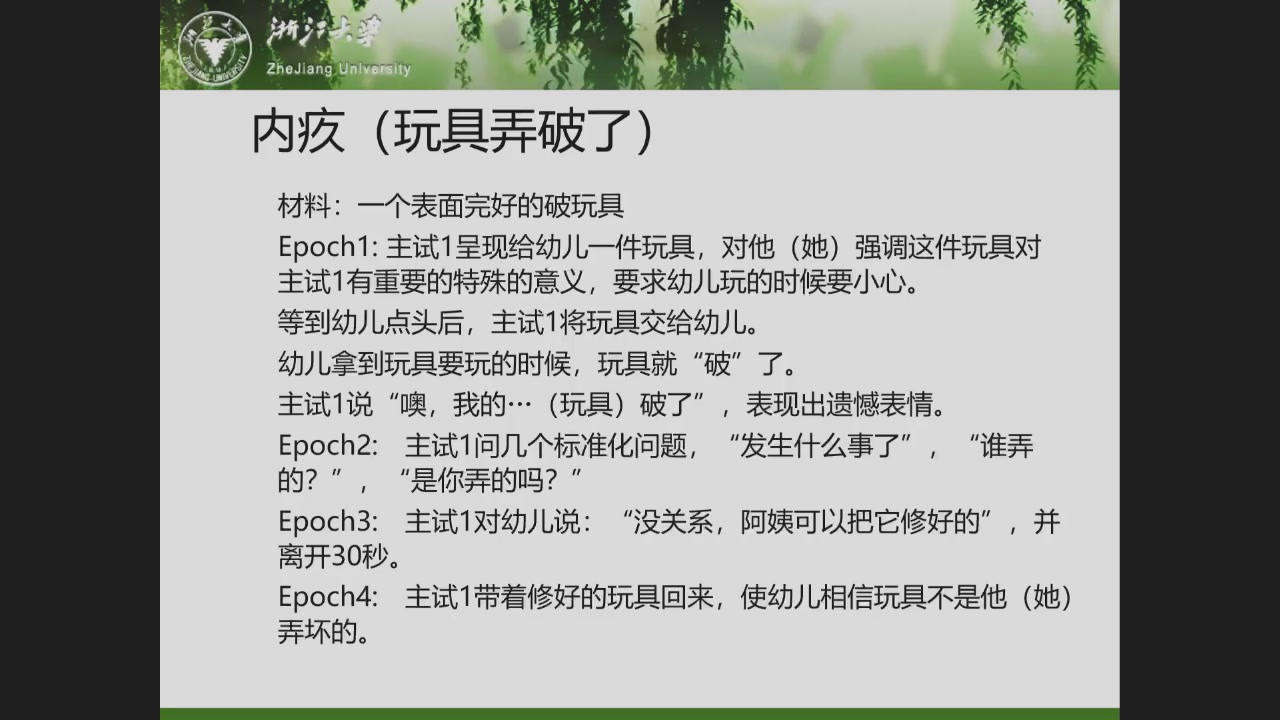 浙江大学
ZheJiang University
内疚（玩具弄破了）
材料：一个表面完好的破玩具
Epoch1: 主试1呈现给幼儿一件玩具，对他（她）强调这件玩具对
主试1有重要的特殊的意义，要求幼儿玩的时候要小心。
等到幼儿点头后，主试1将玩具交给幼儿。
幼儿拿到玩具要玩的时候，玩具就“破”了。
主试1说“噢，我的…（玩具）破了”，表现出遗憾表情。
Epoch2: 主试1问几个标准化问题，“发生什么事了”，“谁弄
的？”，“是你弄的吗？”
Epoch3: 主试1对幼儿说：“没关系，阿姨可以把它修好的”，并
离开30秒。
Epoch4: 主试1带着修好的玩具回来，使幼儿相信玩具不是他（她）
弄坏的。